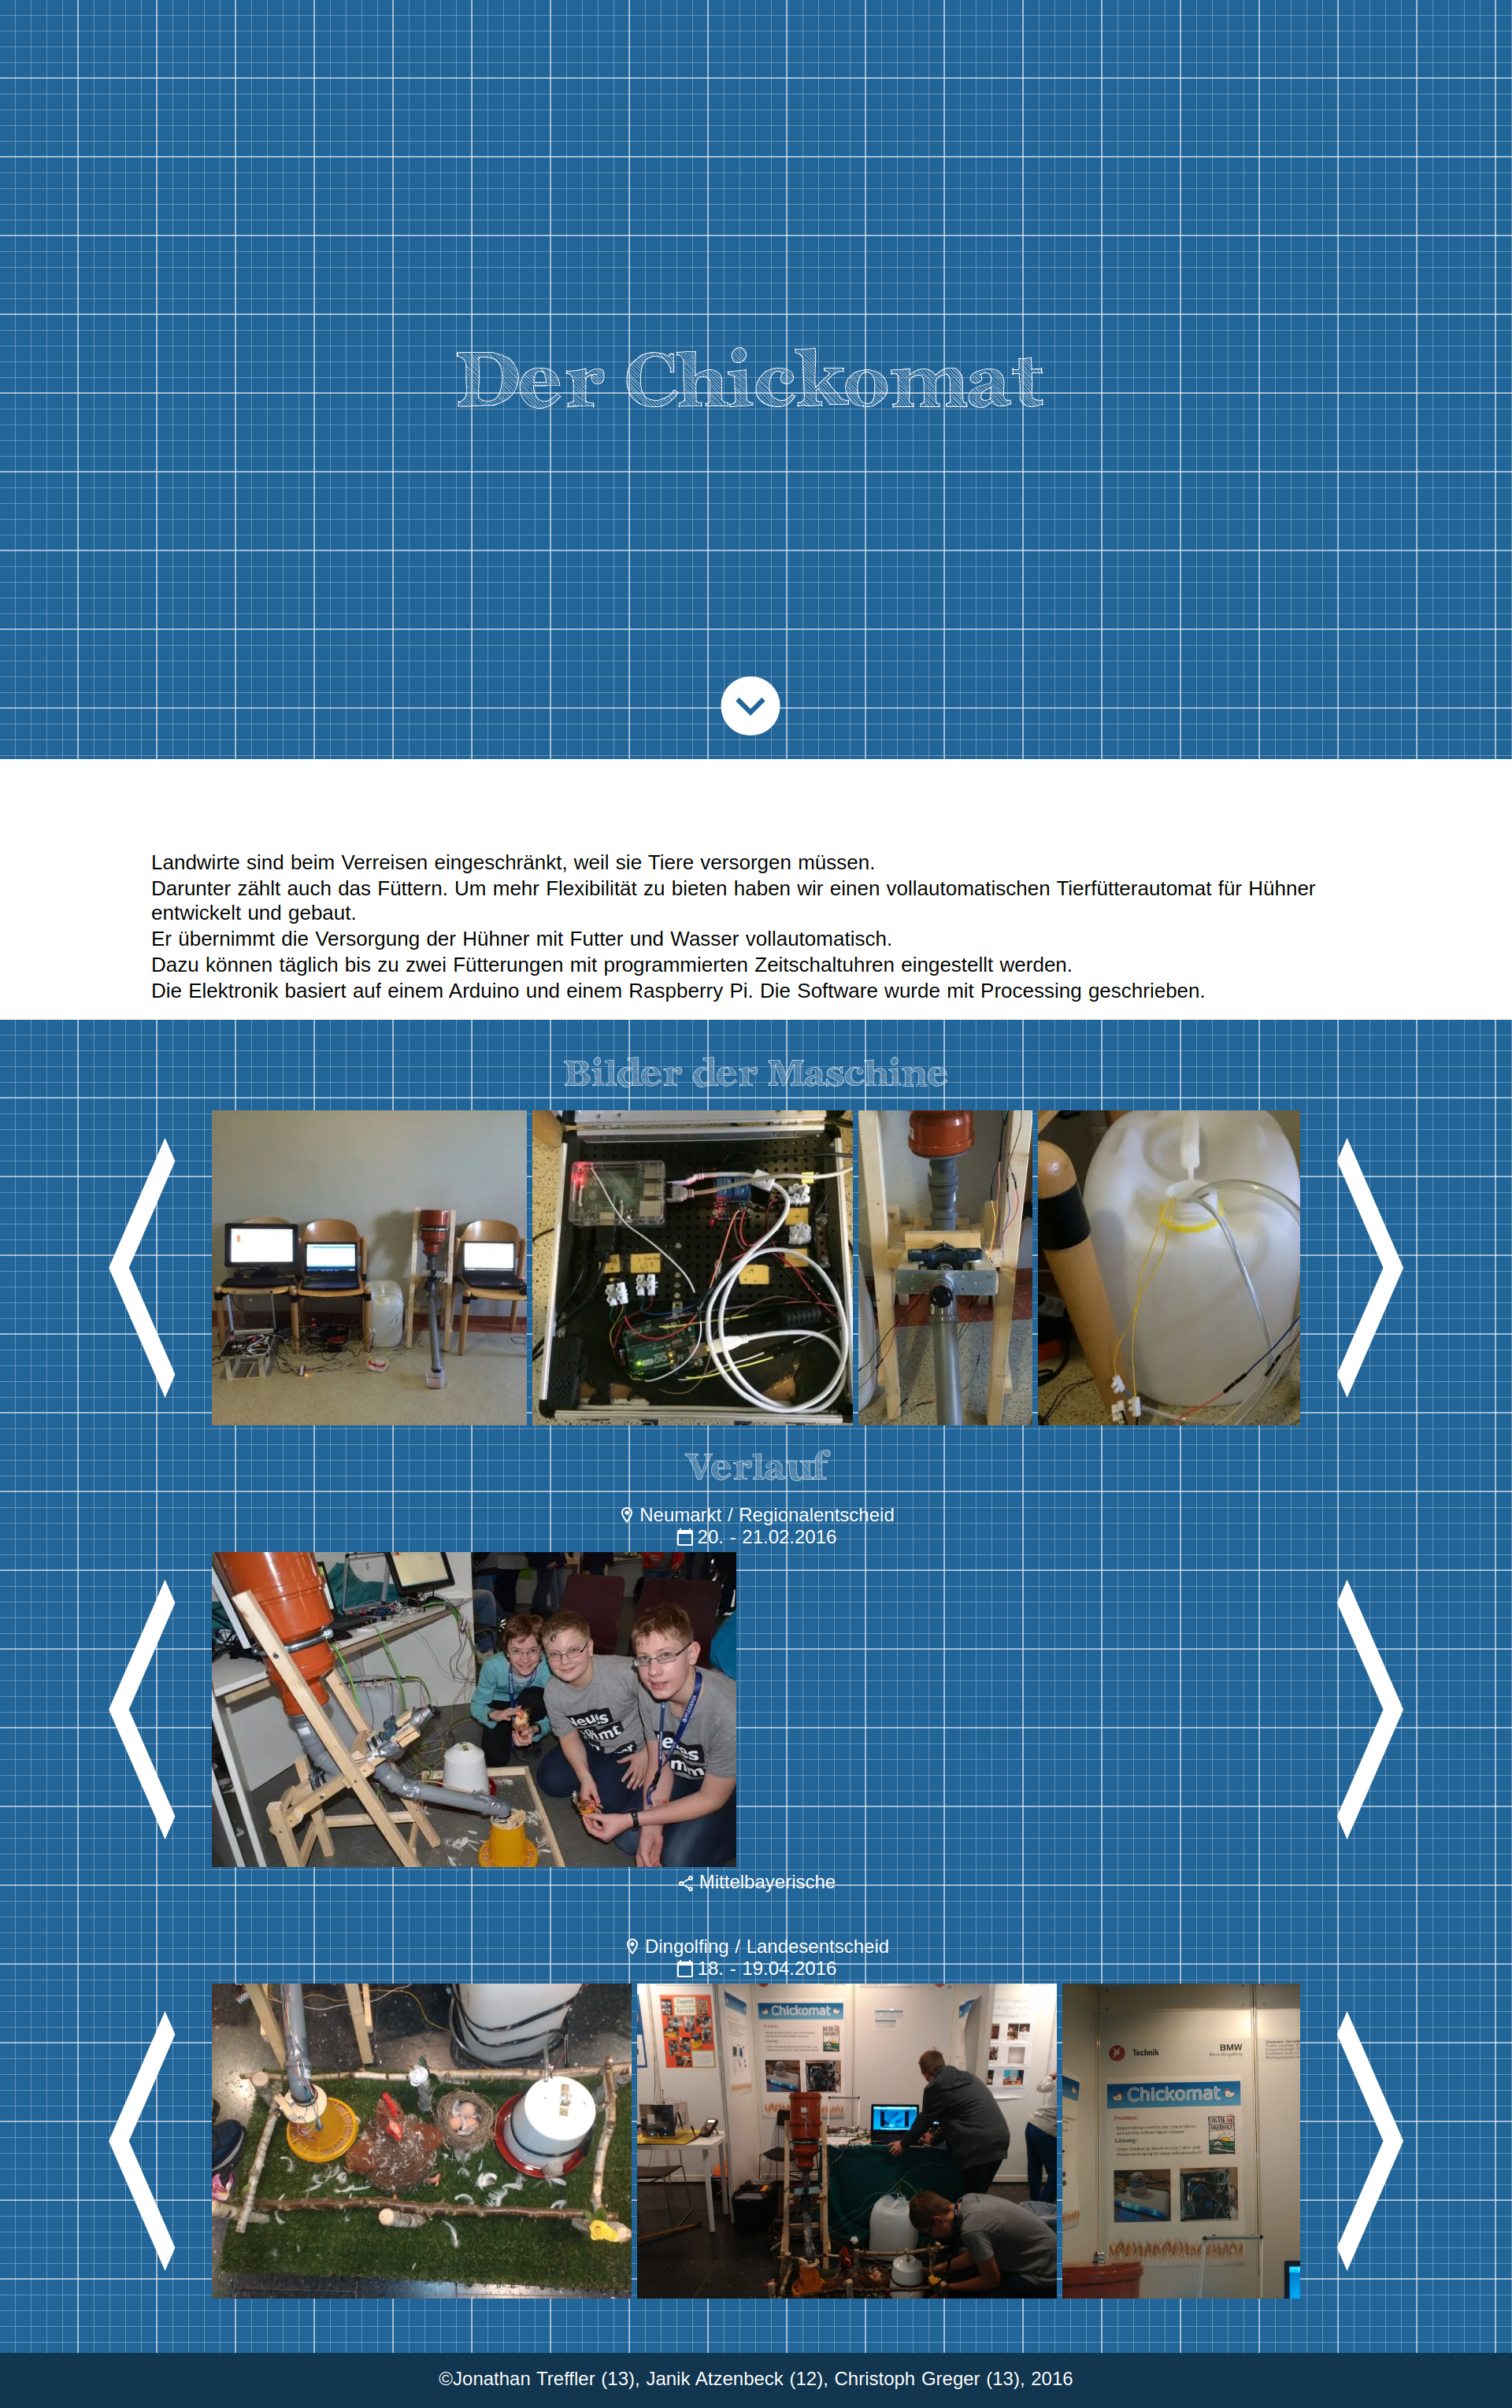 Der Chickomat
Landwirte sind beim Verreisen eingeschränkt, weil sie Tiere versorgen müssen.
Darunter zählt auch das Füttern. Um mehr Flexibilität zu bieten haben wir einen vollautomatischen Tierfütterautomat für Hühner
entwickelt und gebaut.
Er übernimmt die Versorgung der Hühner mit Futter und Wasser vollautomatisch.
Dazu können täglich bis zu zwei Fütterungen mit programmierten Zeitschaltuhren eingestellt werden.
Die Elektronik basiert auf einem Arduino und einem Raspberry Pi. Die Software wurde mit Processing geschrieben.
Bilder der Maschine
Verlauf
Neumarkt / Regionalentscheid
20. - 21.02.2016
Mittelbayerische
Dingolfing / Landesentscheid
18. - 19.04.2016
Chickomat
Technik
BMW
Chickomat
Problem:
Lösung:
©Jonathan Treffler (13), Janik Atzenbeck (12), Christoph Greger (13), 2016